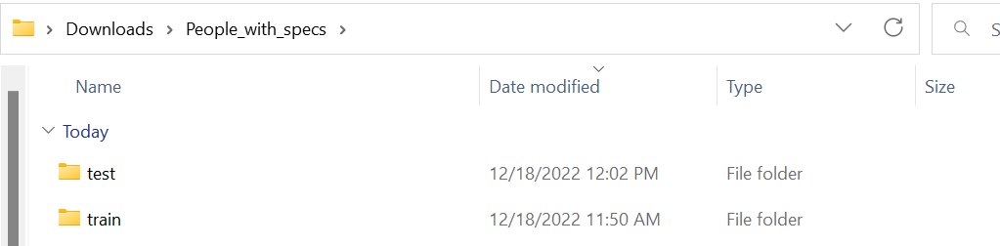 Downloads > People_with_specs >
Name Date modified Type Size
Today
test 12/18/2022 12:02 PM File folder
train 12/18/2022 11:50 AM File folder